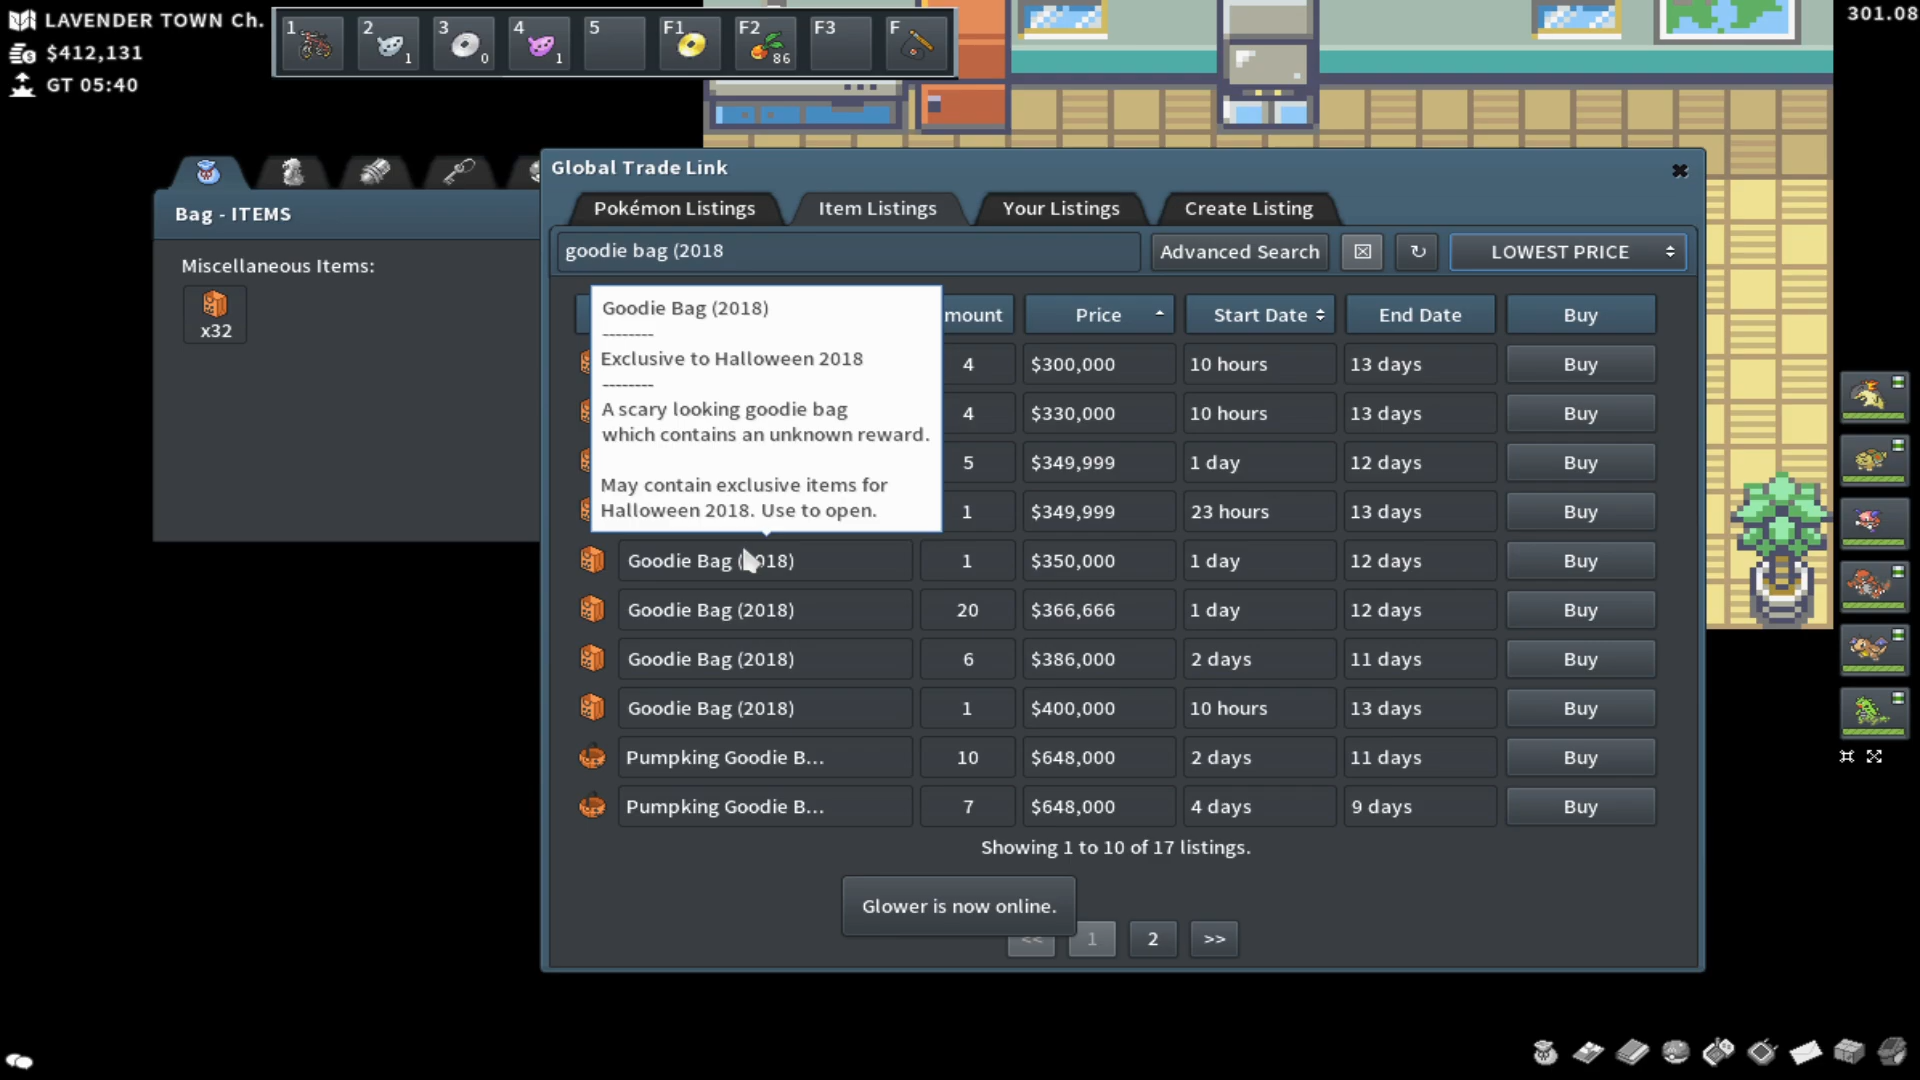 LAVENDER TOWN Ch.
$412,131
GT 05:40
1
2
1
3
0
4
1
5
F1
F2
86
F3
F
301.08
Bag - ITEMS
Miscellaneous Items:
x32
Global Trade Link
Pokémon Listings
Item Listings
Your Listings
Create Listing
goodie bag (2018
Advanced Search
LOWEST PRICE
mount
Price
Start Date
End Date
Buy
Goodie Bag (2018)
--------
Exclusive to Halloween 2018
--------
A scary looking goodie bag
which contains an unknown reward.
May contain exclusive items for
Halloween 2018. Use to open.
4 $300,000 10 hours 13 days Buy
4 $330,000 10 hours 13 days Buy
5 $349,999 1 day 12 days Buy
1 $349,999 23 hours 13 days Buy
Goodie Bag (2018) 1 $350,000 1 day 12 days Buy
Goodie Bag (2018) 20 $366,666 1 day 12 days Buy
Goodie Bag (2018) 6 $386,000 2 days 11 days Buy
Goodie Bag (2018) 1 $400,000 10 hours 13 days Buy
Pumpking Goodie B... 10 $648,000 2 days 11 days Buy
Pumpking Goodie B... 7 $648,000 4 days 9 days Buy
Showing 1 to 10 of 17 listings.
Glower is now online.
<< 1 2 >>